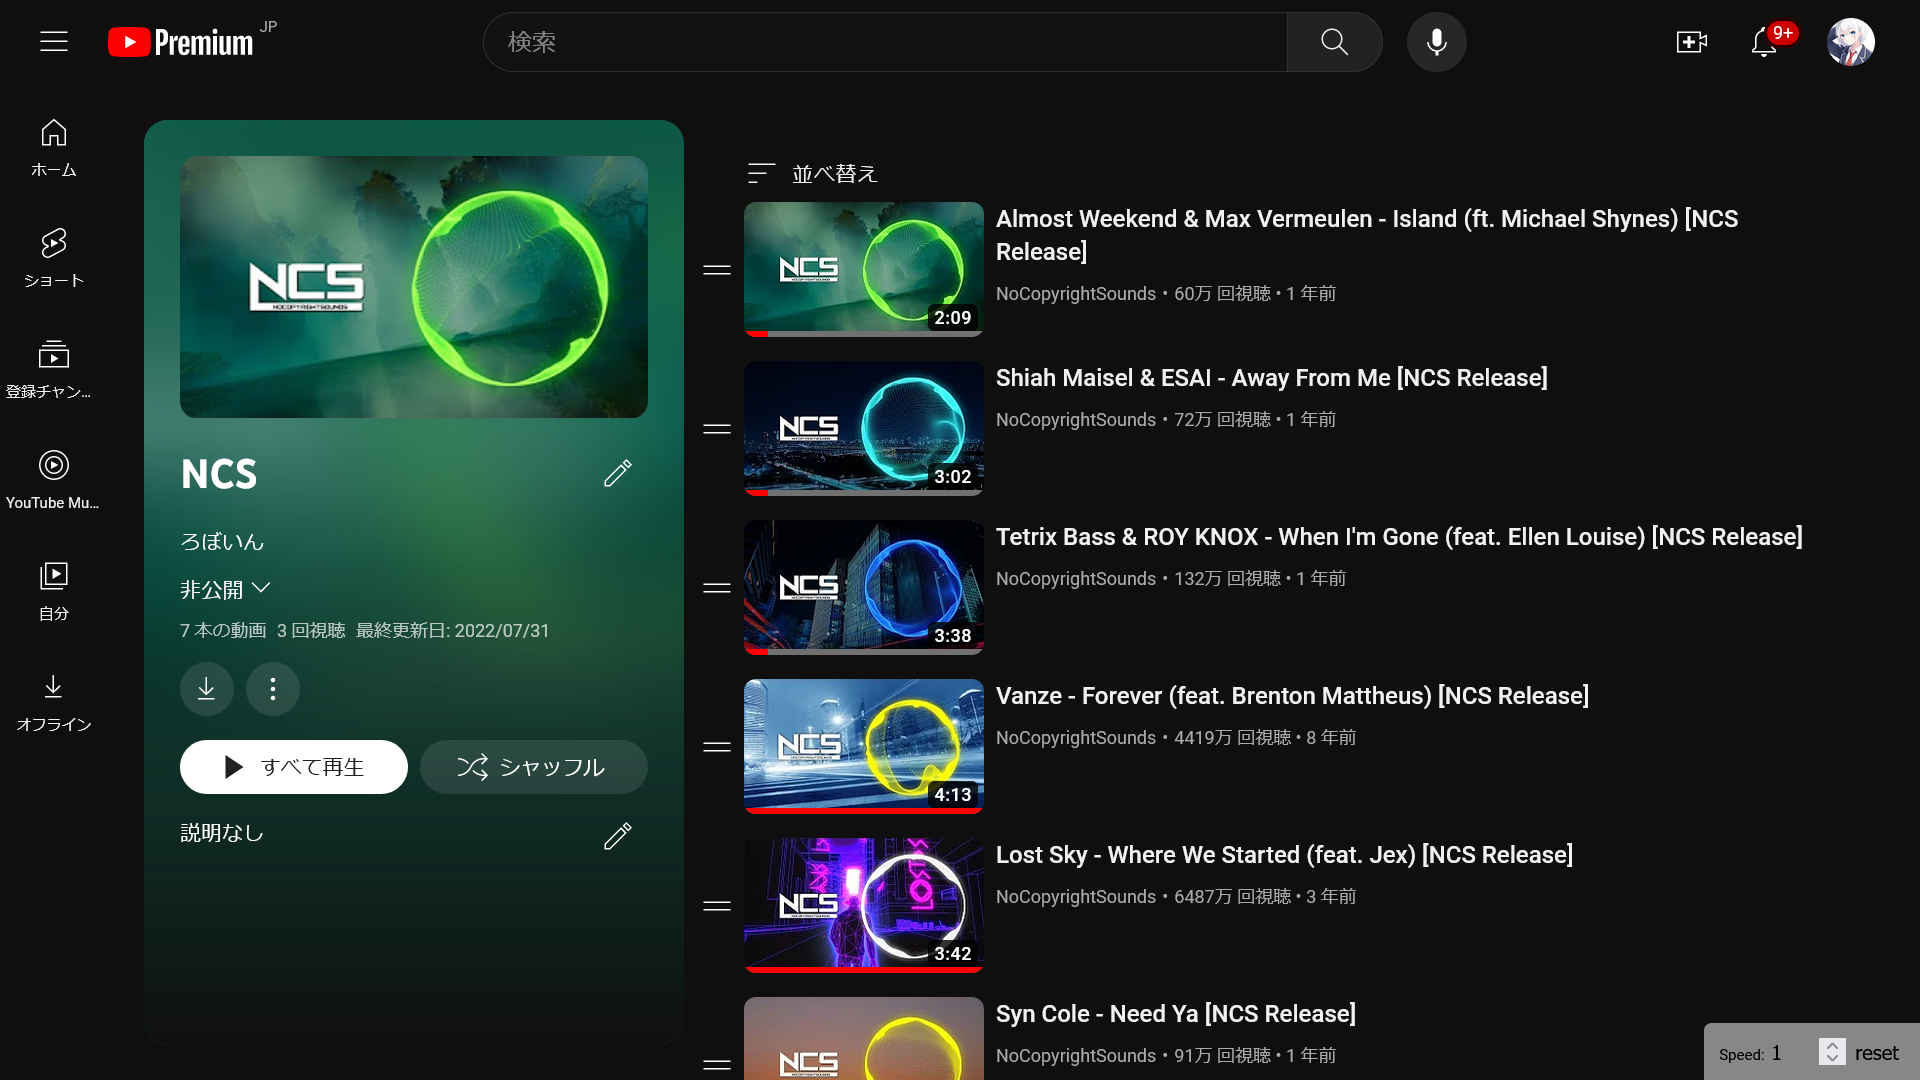 Premium JP
検索
9+
ホーム
ショート
登録チャン...
YouTube Mu...
自分
オフライン
NCS
NOCOPYRIGHTSOUNDS
NCS
ろぼいん
非公開
7 本の動画 3 回視聴 最終更新日: 2022/07/31
すべて再生
シャッフル
説明なし
並べ替え
NCS
2:09
Almost Weekend & Max Vermeulen - Island (ft. Michael Shynes) [NCS
Release]
NoCopyrightSounds • 60万 回視聴 • 1 年前
NCS
3:02
Shiah Maisel & ESAI - Away From Me [NCS Release]
NoCopyrightSounds • 72万 回視聴 • 1 年前
NCS
3:38
Tetrix Bass & ROY KNOX - When I'm Gone (feat. Ellen Louise) [NCS Release]
NoCopyrightSounds • 132万 回視聴 • 1 年前
NCS
4:13
Vanze - Forever (feat. Brenton Mattheus) [NCS Release]
NoCopyrightSounds • 4419万 回視聴 • 8 年前
NCS
3:42
Lost Sky - Where We Started (feat. Jex) [NCS Release]
NoCopyrightSounds • 6487万 回視聴 • 3 年前
NCS
Syn Cole - Need Ya [NCS Release]
NoCopyrightSounds • 91万 回視聴 • 1 年前
Speed: 1 reset